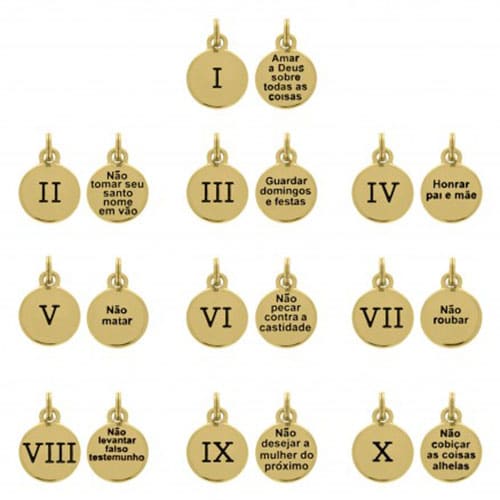 I
Amar
a Deus
sobre
todas as
coisas
II
Não
tomar seu
santo
nome
em vão
III
Guardar
domingos
e festas
IV
Honrar
pai e mãe
V
Não
matar
VI
Não
pecar
contra a
castidade
VII
Não
roubar
VIII
Não
levantar
falso
testemunho
IX
Não
desejar a
mulher do
próximo
X
Não
cobiçar
as coisas
alhelas